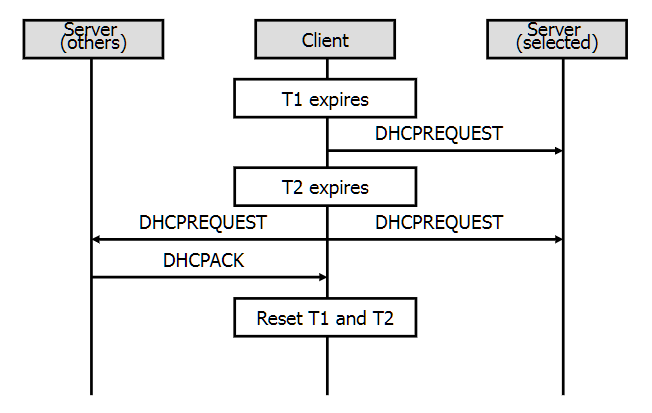 Server
(others)
Client
Server
(selected)
T1 expires
DHCPREQUEST
T2 expires
DHCPREQUEST
DHCPREQUEST
DHCPACK
Reset T1 and T2